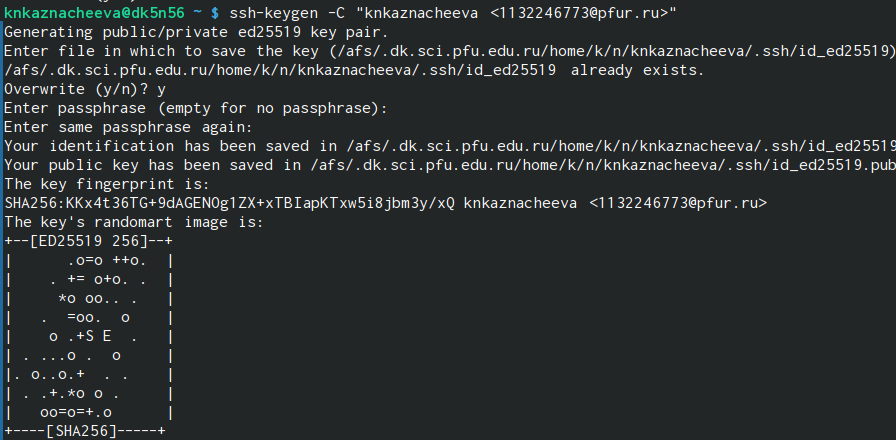 knkaznacheeva@dk5n56 ~ $ ssh-keygen -C "knkaznacheeva <1132246773@pfur.ru>"
Generating public/private ed25519 key pair.
Enter file in which to save the key (/afs/.dk.sci.pfu.edu.ru/home/k/n/knkaznacheeva/.ssh/id_ed25519)
/afs/.dk.sci.pfu.edu.ru/home/k/n/knkaznacheeva/.ssh/id_ed25519 already exists.
Overwrite (y/n)? y
Enter passphrase (empty for no passphrase):
Enter same passphrase again:
Your identification has been saved in /afs/.dk.sci.pfu.edu.ru/home/k/n/knkaznacheeva/.ssh/id_ed2551
Your public key has been saved in /afs/.dk.sci.pfu.edu.ru/home/k/n/knkaznacheeva/.ssh/id_ed25519.pub
The key fingerprint is:
SHA256:KKx4t36TG+9dAGENOg1ZX+xTBIapKTxw5i8jbm3y/xQ knkaznacheeva <1132246773@pfur.ru>
The key's randomart image is:
+--[ED25519 256]--+
|      .o=o ++o.  |
|    . += o+o. .  |
|     *o oo.. .   |
|   .  =oo.  o    |
|    o .+S E  .   |
| . ...o .  o     |
|. o..o.+  . .    |
| . .+.*o o .     |
|   oo=o=+.o      |
+----[SHA256]-----+